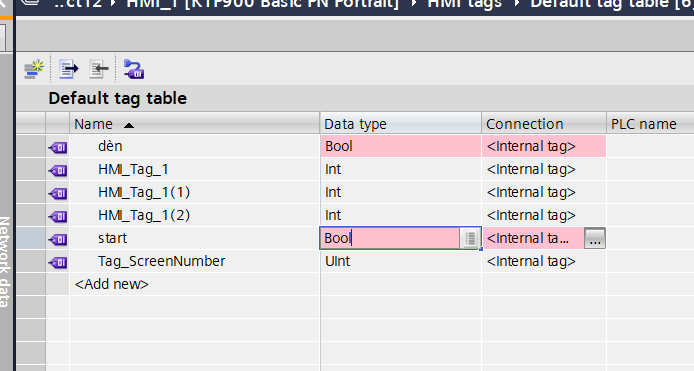 ..ct12 ▸ HMI_1 [KTP900 Basic PN Portrait] ▸ HMI tags ▸ Default tag table [6]
Default tag table
Name Data type Connection PLC name
dèn Bool <Internal tag>
HMI_Tag_1 Int <Internal tag>
HMI_Tag_1(1) Int <Internal tag>
HMI_Tag_1(2) Int <Internal tag>
start Bool <Internal ta... ...
Tag_ScreenNumber UInt <Internal tag>
<Add new>
Network data